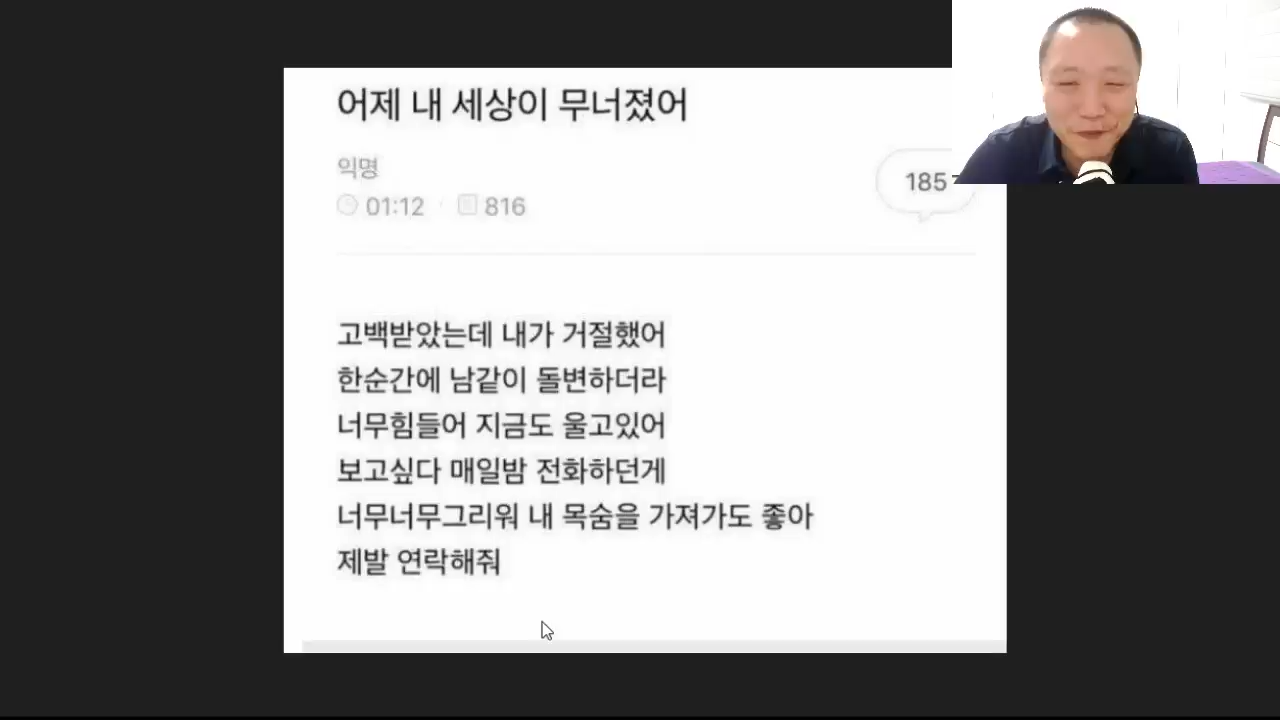 어제 내 세상이 무너졌어
익명
01:12 816
185
고백받았는데 내가 거절했어
한순간에 남같이 돌변하더라
너무힘들어 지금도 울고있어
보고싶다 매일밤 전화하던게
너무너무그리워 내 목숨을 가져가도 좋아
제발 연락해줘